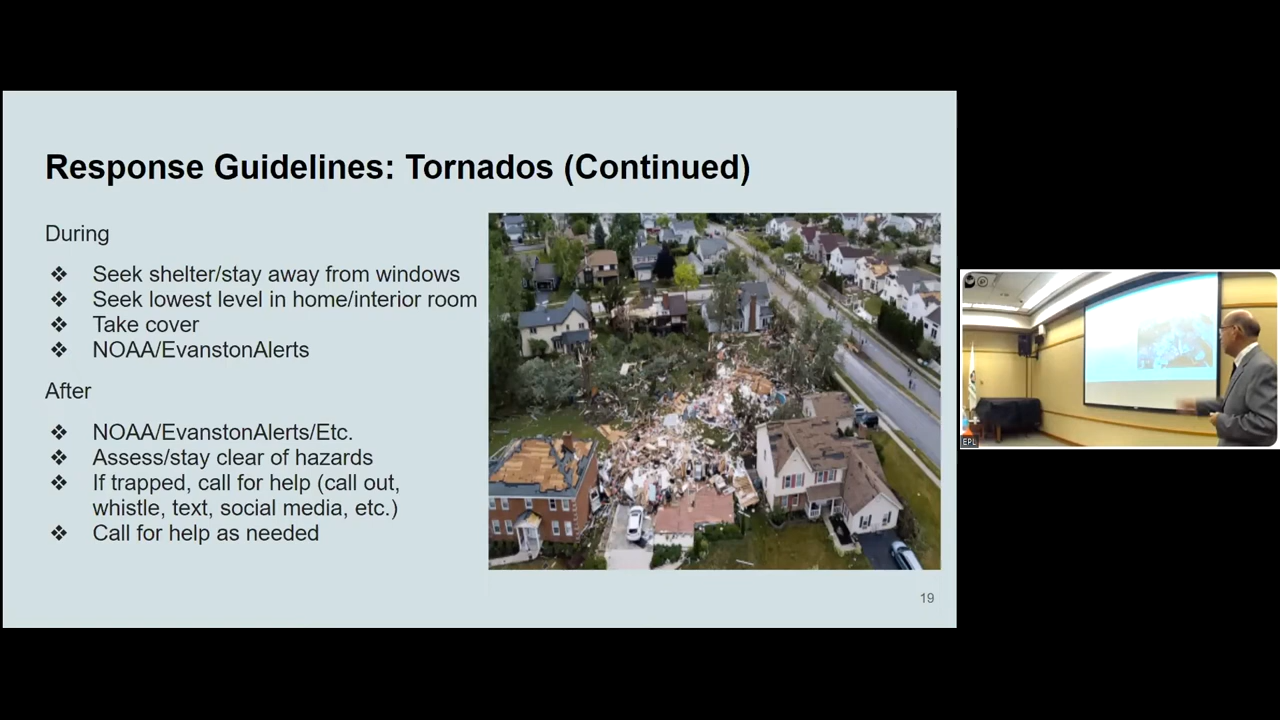 Response Guidelines: Tornados (Continued)
During
❖ Seek shelter/stay away from windows
❖ Seek lowest level in home/interior room
❖ Take cover
❖ NOAA/EvanstonAlerts
After
❖ NOAA/EvanstonAlerts/Etc.
❖ Assess/stay clear of hazards
❖ If trapped, call for help (call out,
whistle, text, social media, etc.)
❖ Call for help as needed
19
EPL